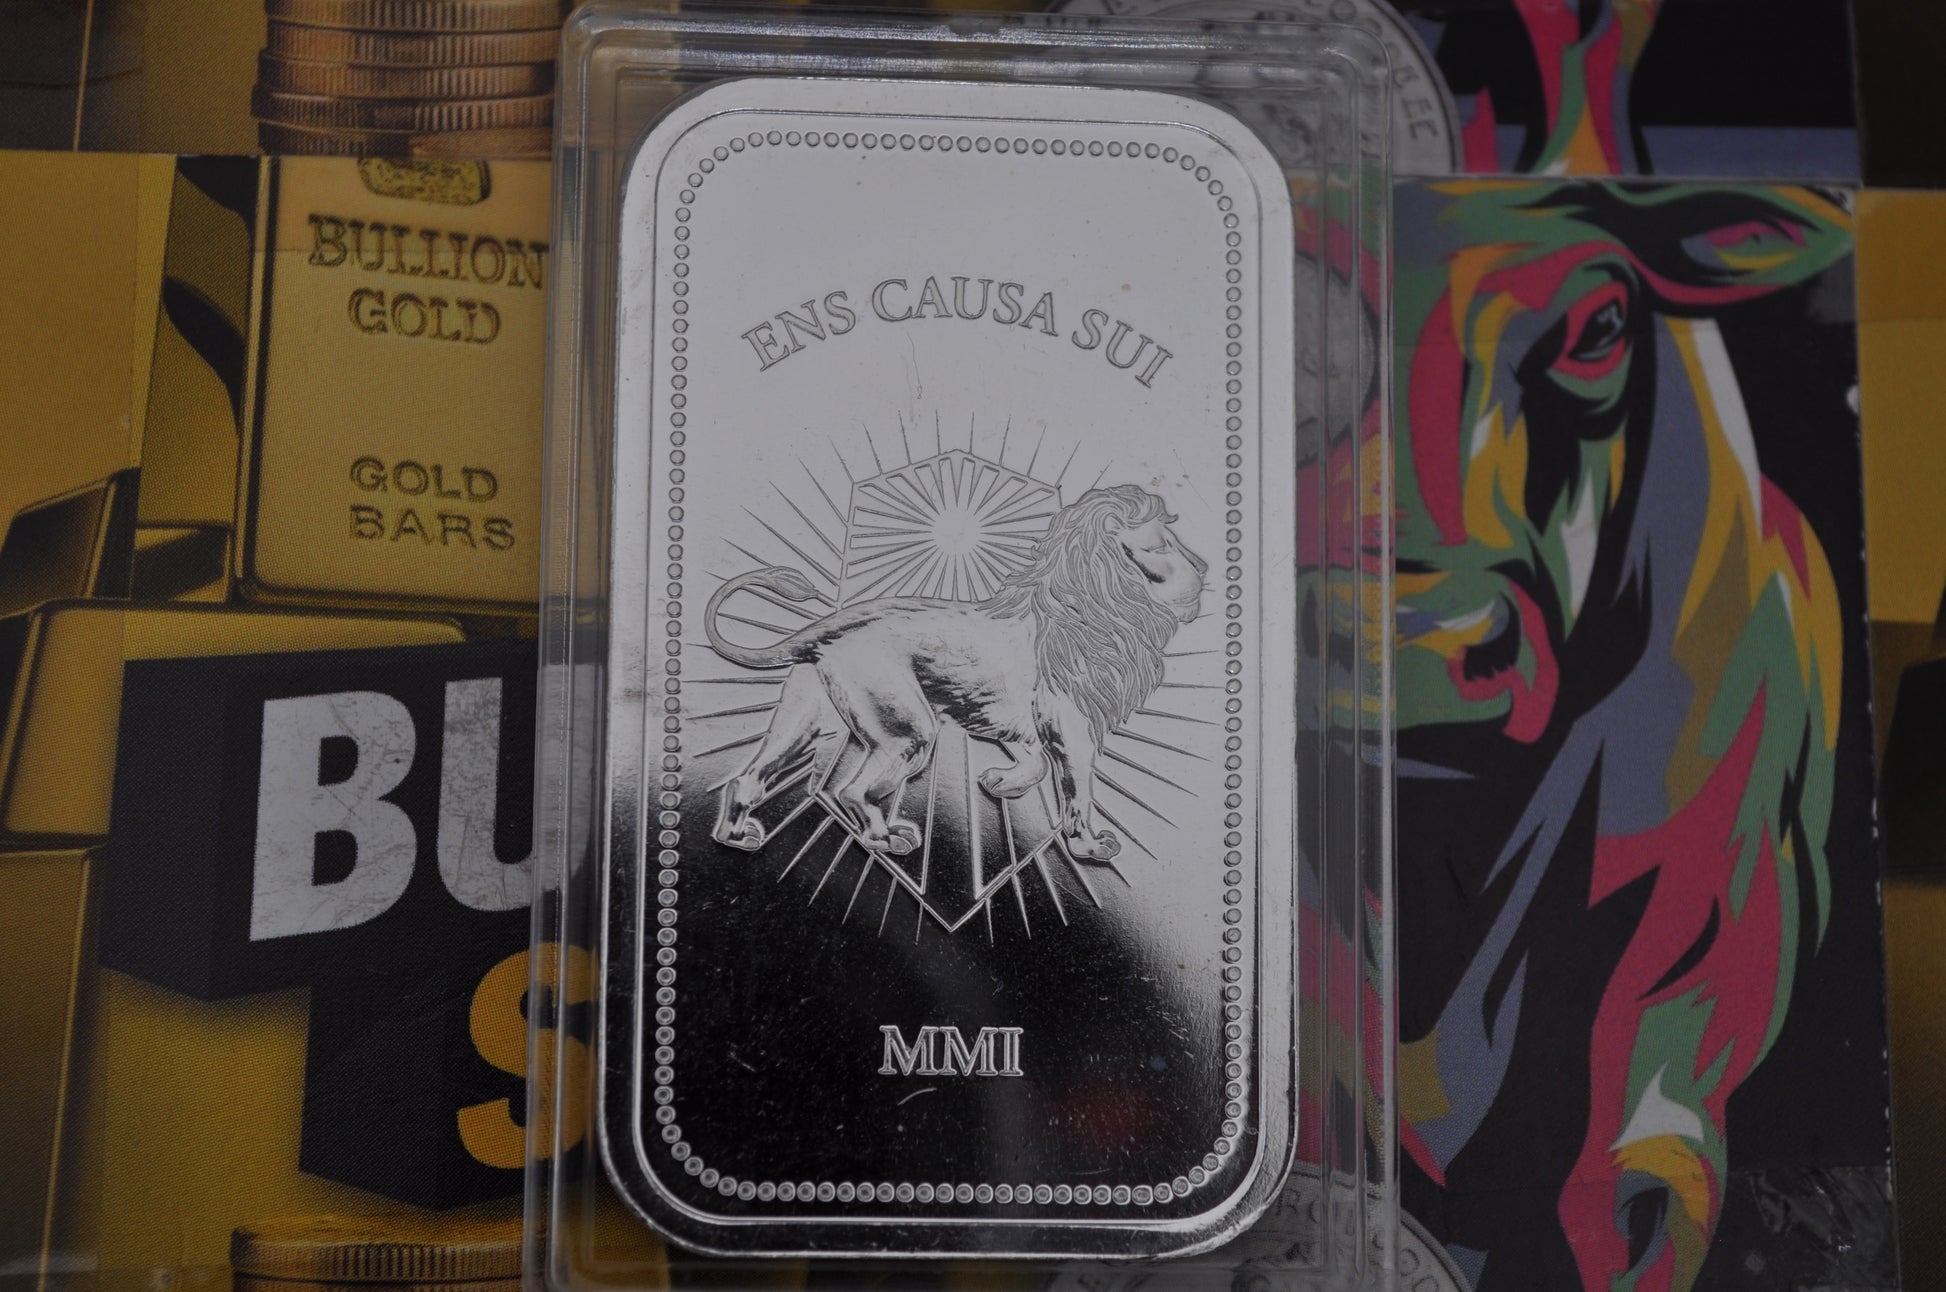 BULLION
GOLD
GOLD
BARS
BU
S
ENS CAUSA SUI
MMI